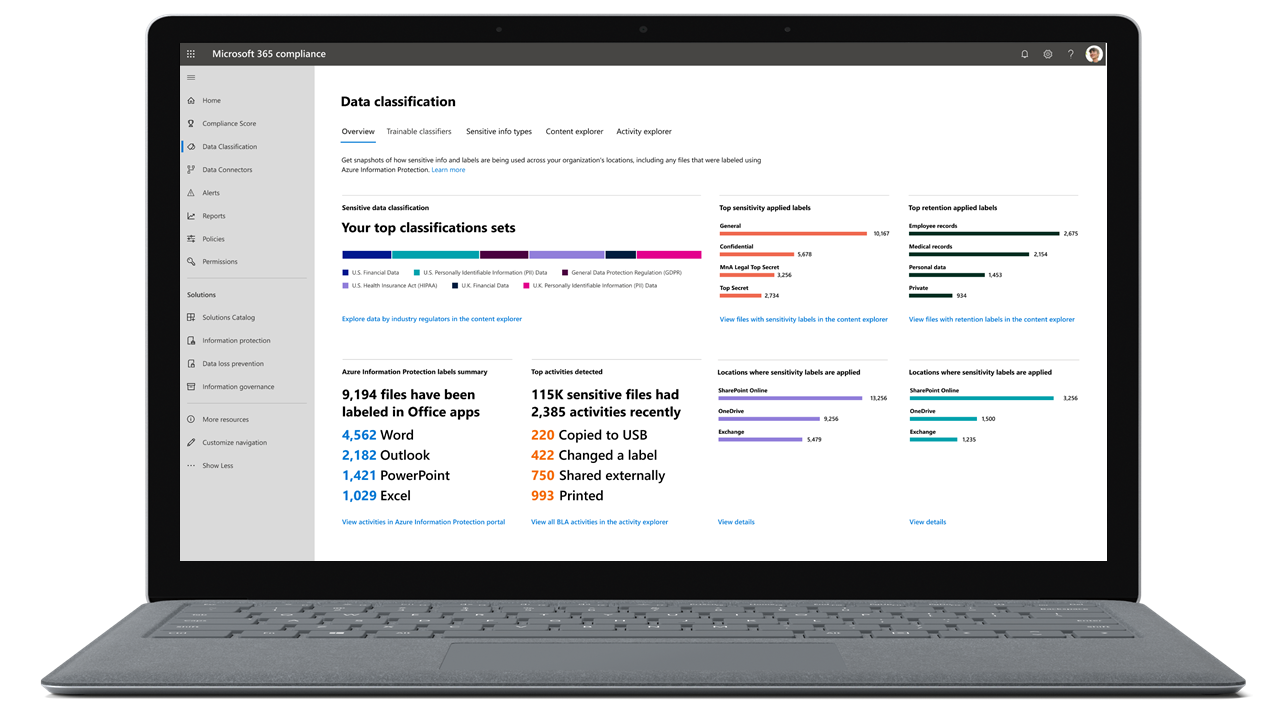 Microsoft 365 compliance
Home
Compliance Score
Data Classification
Data Connectors
Alerts
Reports
Policies
Permissions
Solutions
Solutions Catalog
Information protection
Data loss prevention
Information governance
More resources
Customize navigation
Show Less
Data classification
Overview Trainable classifiers Sensitive info types Content explorer Activity explorer
Get snapshots of how sensitive info and labels are being used across your organization's locations, including any files that were labeled using
Azure Information Protection. Learn more
Sensitive data classification
Your top classifications sets
U.S. Financial Data U.S. Personally Identifiable Information (PII) Data General Data Protection Regulation (GDPR)
U.S. Health Insurance Act (HIPAA) U.K. Financial Data U.K. Personally Identifiable Information (PII) Data
Explore data by industry regulators in the content explorer
Top sensitivity applied labels
General
10,167
Confidential
5,678
MnA Legal Top Secret
3,256
Top Secret
2,734
View files with sensitivity labels in the content explorer
Top retention applied labels
Employee records
2,675
Medical records
2,154
Personal data
1,453
Private
934
View files with retention labels in the content explorer
Azure Information Protection labels summary
9,194 files have been
labeled in Office apps
4,562 Word
2,182 Outlook
1,421 PowerPoint
1,029 Excel
View activities in Azure Information Protection portal
Top activities detected
115K sensitive files had
2,385 activities recently
220 Copied to USB
422 Changed a label
750 Shared externally
993 Printed
View all BLA activities in the activity explorer
Locations where sensitivity labels are applied
SharePoint Online
13,256
OneDrive
9,256
Exchange
5,479
View details
Locations where sensitivity labels are applied
SharePoint Online
3,256
OneDrive
1,500
Exchange
1,235
View details